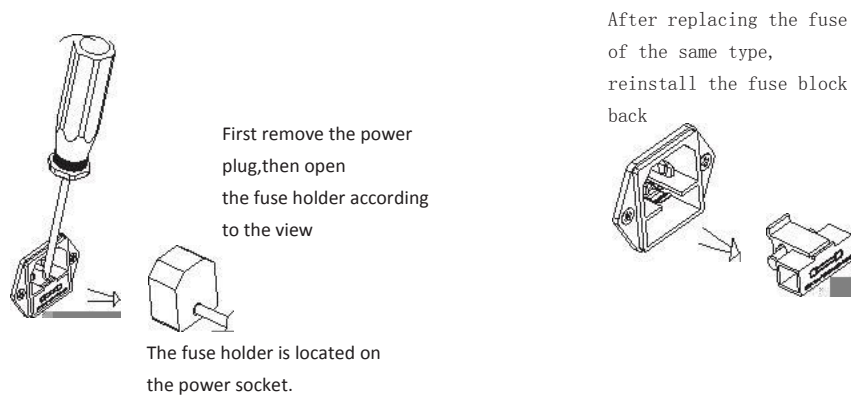 First remove the power
plug,then open
the fuse holder according
to the view
The fuse holder is located on
the power socket.
After replacing the fuse
of the same type,
reinstall the fuse block
back